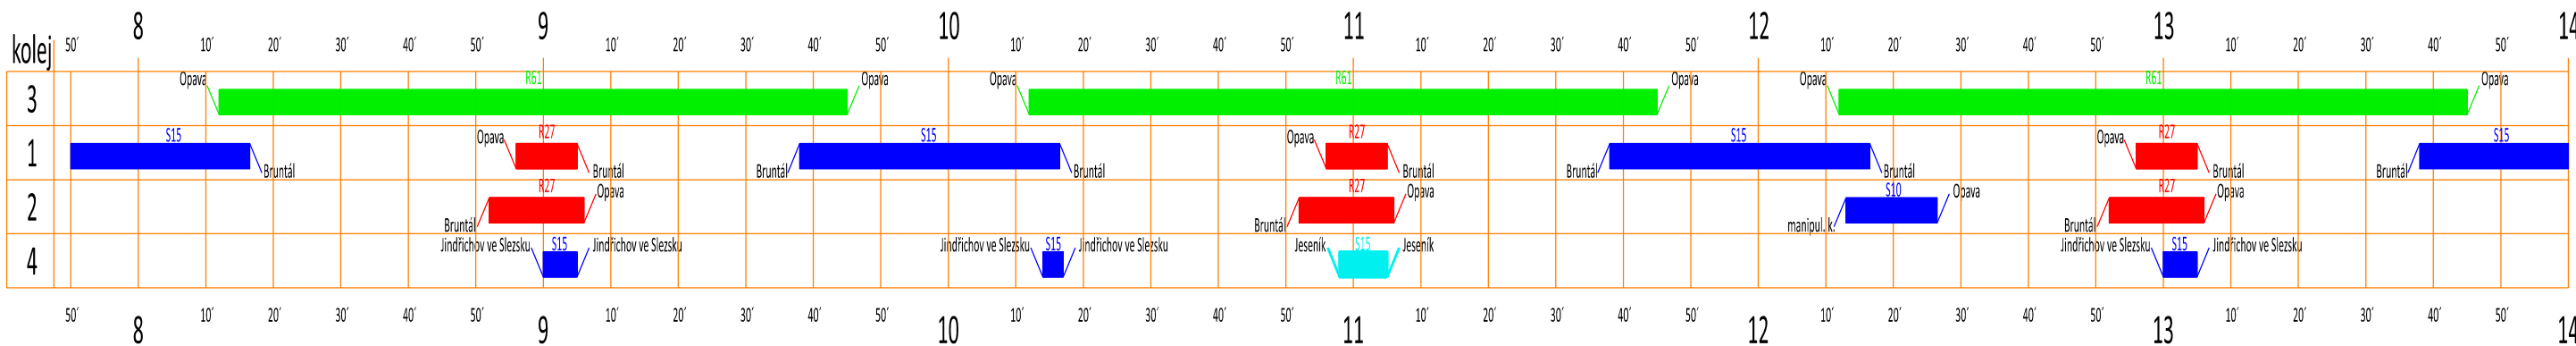 8 9 10 11 12 13 14
kolej 50´ 10´ 20´ 30´ 40´ 50´ 10´ 20´ 30´ 40´ 50´ 10´ 20´ 30´ 40´ 50´ 10´ 20´ 30´ 40´ 50´ 10´ 20´ 30´ 40´ 50´ 10´ 20´ 30´ 40´ 50´
3 Opava R61 Opava Opava R61 Opava Opava R61 Opava
1 S15 Bruntál Opava R27 Bruntál Bruntál S15 Bruntál Opava R27 Bruntál Bruntál S15 Bruntál Opava R27 Bruntál Bruntál S15
2 Bruntál R27 Opava Bruntál R27 Opava manipul. k. S10 Opava Bruntál R27 Opava
4 Jindřichov ve Slezsku S15 Jindřichov ve Slezsku Jindřichov ve Slezsku S15 Jindřichov ve Slezsku Jeseník S15 Jeseník Jindřichov ve Slezsku S15 Jindřichov ve Slezsku
50´ 10´ 20´ 30´ 40´ 50´ 10´ 20´ 30´ 40´ 50´ 10´ 20´ 30´ 40´ 50´ 10´ 20´ 30´ 40´ 50´ 10´ 20´ 30´ 40´ 50´ 10´ 20´ 30´ 40´ 50´
8 9 10 11 12 13 14